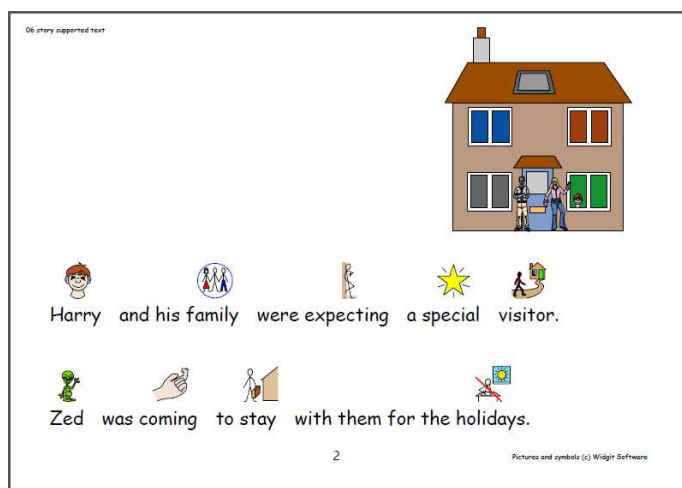 06 story supported text
Harry and his family were expecting a special visitor.
Zed was coming to stay with them for the holidays.
2
Pictures and symbols (c) Widgit Software